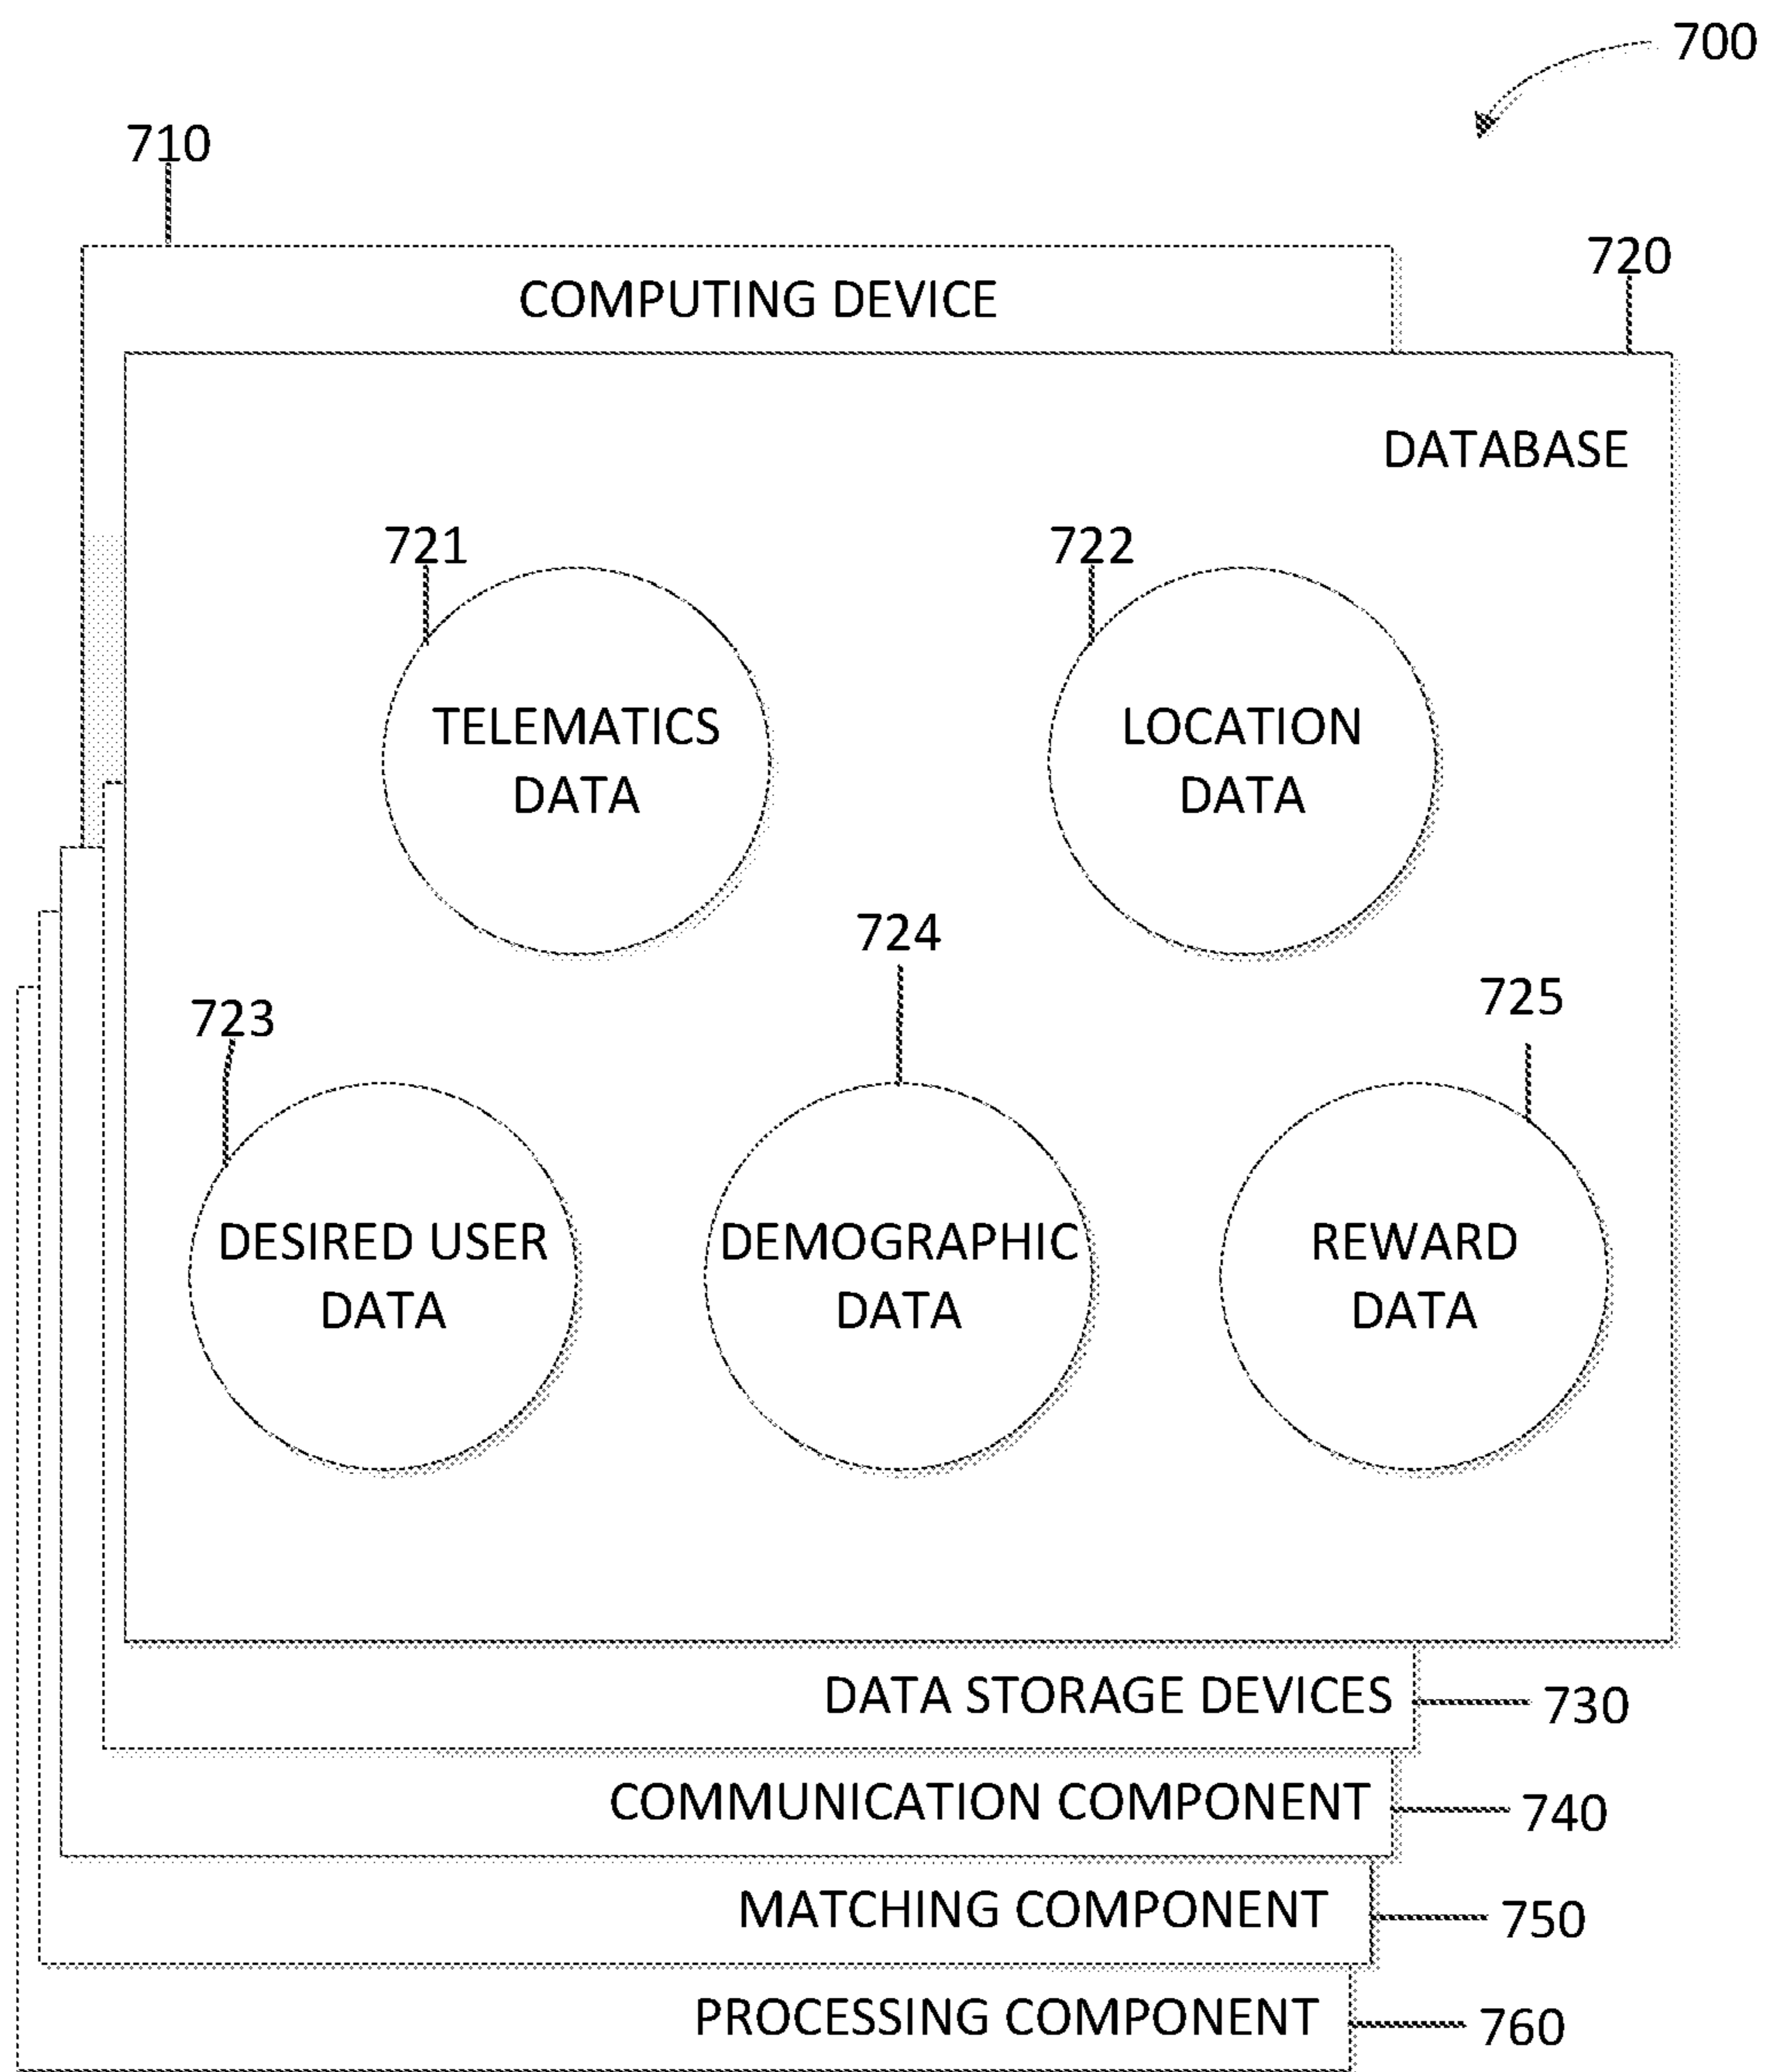 700
710
COMPUTING DEVICE
720
DATABASE
721
TELEMATICS
DATA
722
LOCATION
DATA
723
DESIRED USER
DATA
724
DEMOGRAPHIC
DATA
725
REWARD
DATA
DATA STORAGE DEVICES
730
COMMUNICATION COMPONENT
740
MATCHING COMPONENT
750
PROCESSING COMPONENT
760